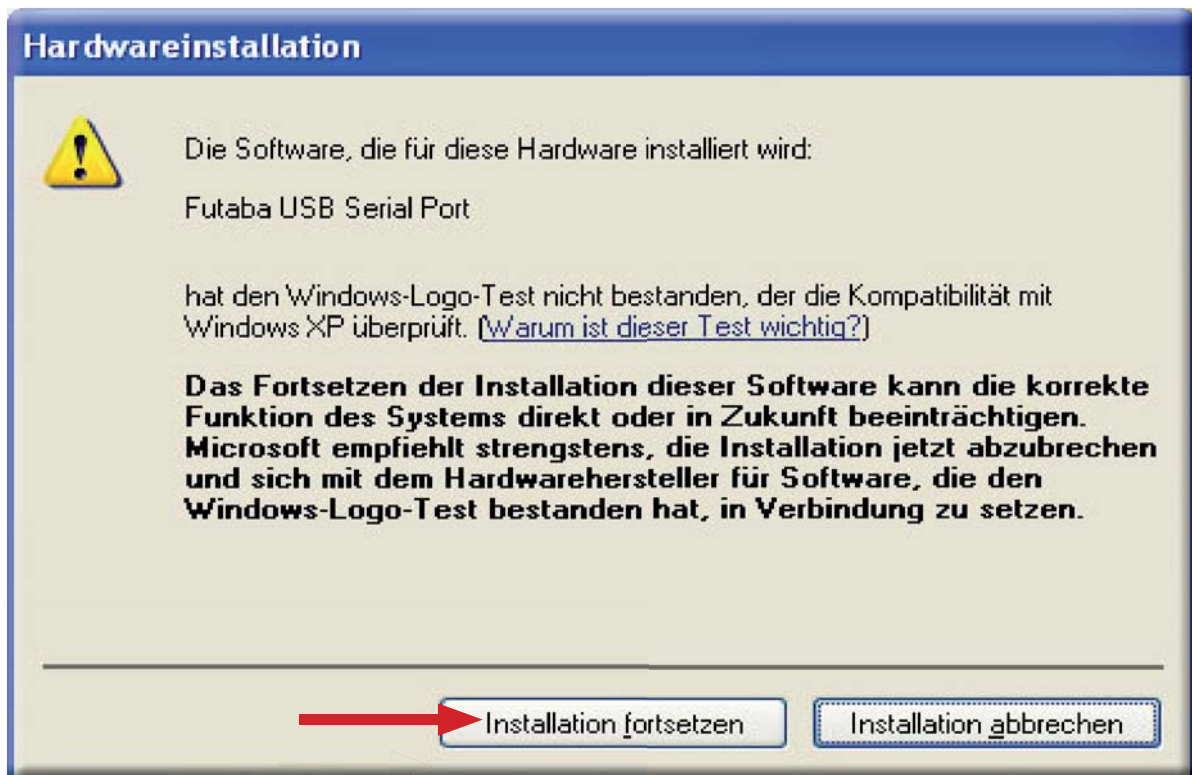 Hardwareinstallation
Die Software, die für diese Hardware installiert wird:
Futaba USB Serial Port
hat den Windows-Logo-Test nicht bestanden, der die Kompatibilität mit
Windows XP überprüft. (Warum ist dieser Test wichtig?)
Das Fortsetzen der Installation dieser Software kann die korrekte
Funktion des Systems direkt oder in Zukunft beeinträchtigen.
Microsoft empfiehlt strengstens, die Installation jetzt abzubrechen
und sich mit dem Hardwarehersteller für Software, die den
Windows-Logo-Test bestanden hat, in Verbindung zu setzen.
Installation fortsetzen Installation abbrechen